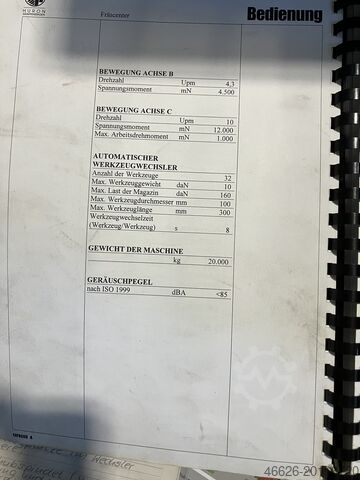 HURON
Fräscenter
Bedienung
BEWEGUNG ACHSE B
Drehzahl Upm 4,3
Spannungsmoment mN 4.500
BEWEGUNG ACHSE C
Drehzahl Upm 10
Spannungsmoment mN 12.000
Max. Arbeitsdrehmoment mN 1.000
AUTOMATISCHER
WERKZEUGWECHSLER
Anzahl der Werkzeuge 32
Max. Werkzeuggewicht daN 10
Max. Last der Magazin daN 160
Max. Werkzeugdurchmesser mm 100
Max. Werkzeuglänge mm 300
Werkzeugwechselzeit
(Werkzeug/Werkzeug) s 8
GEWICHT DER MASCHINE
kg 20.000
GERÄUSCHPEGEL
nach ISO 1999 dBA <85